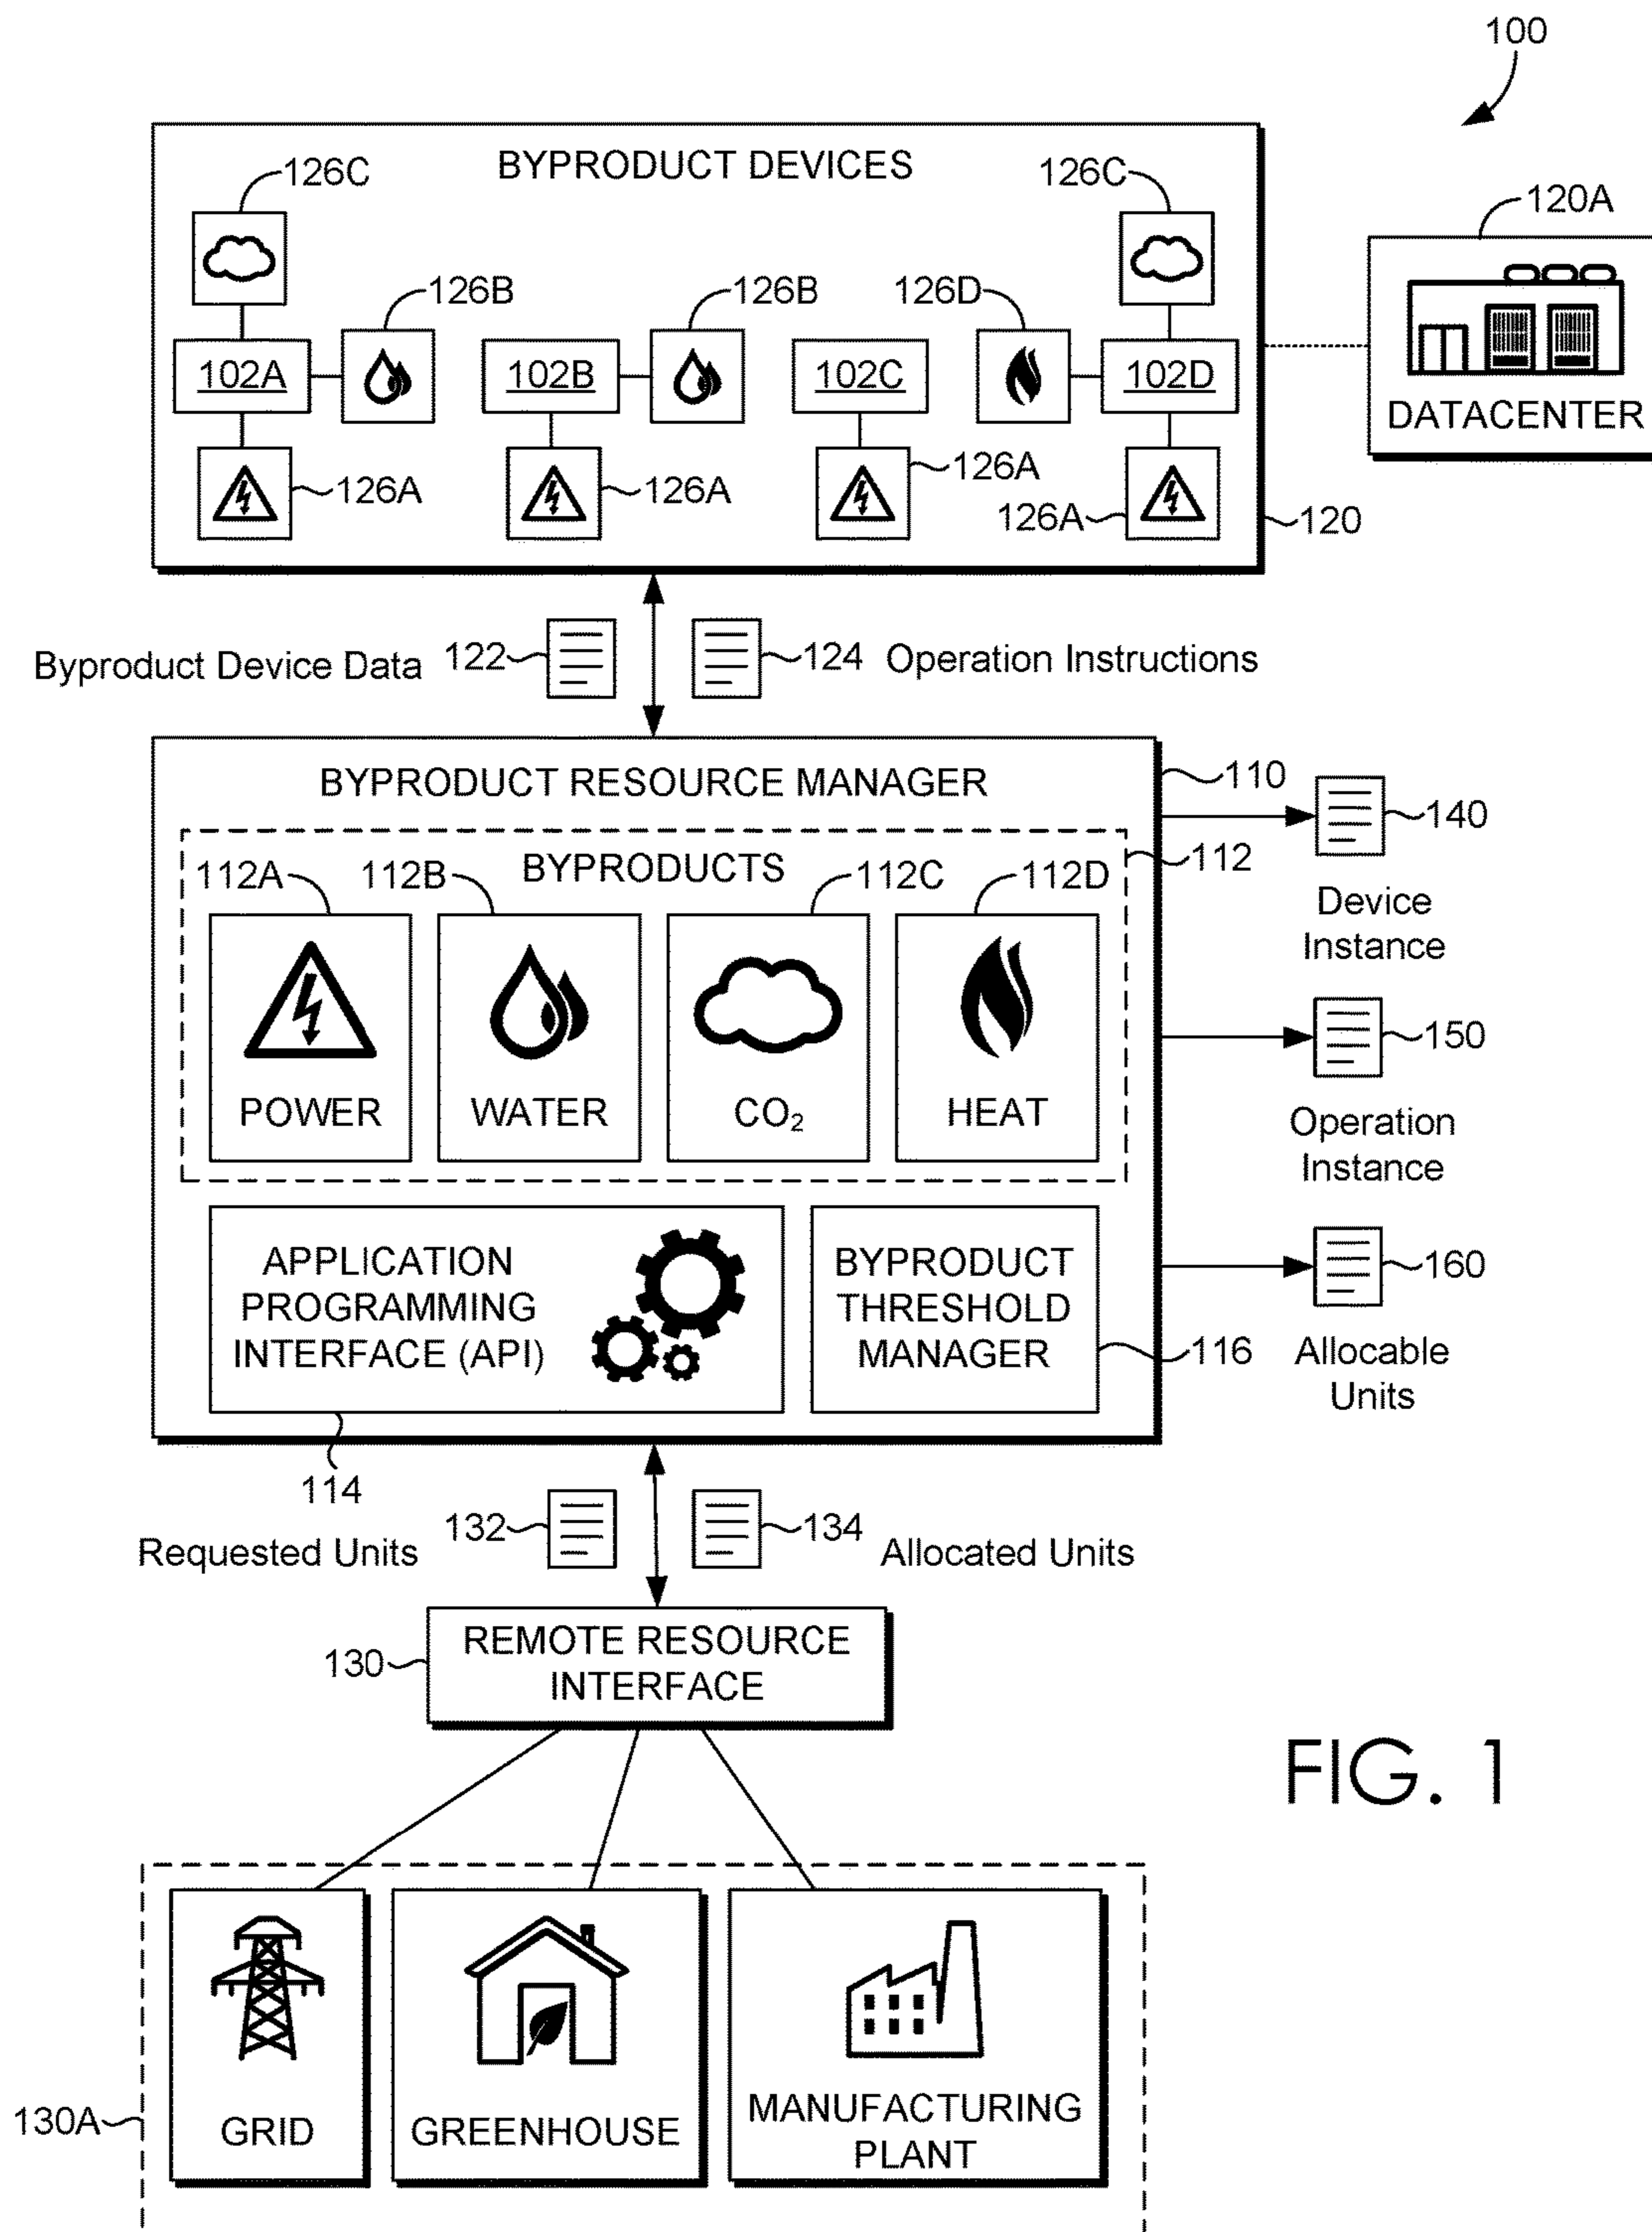 100
BYPRODUCT DEVICES
126C
126C
120A
126B
126B
126D
102A
102B
102C
102D
DATACENTER
126A
126A
126A
126A
120
Byproduct Device Data
122
124
Operation Instructions
BYPRODUCT RESOURCE MANAGER
110
140
Device
Instance
BYPRODUCTS
112
112A
112B
112C
112D
POWER
WATER
CO₂
HEAT
150
Operation
Instance
APPLICATION
PROGRAMMING
INTERFACE (API)
BYPRODUCT
THRESHOLD
MANAGER
160
116
Allocable
Units
114
Requested Units
132
134
Allocated Units
130
REMOTE RESOURCE
INTERFACE
FIG. 1
130A
GRID
GREENHOUSE
MANUFACTURING
PLANT